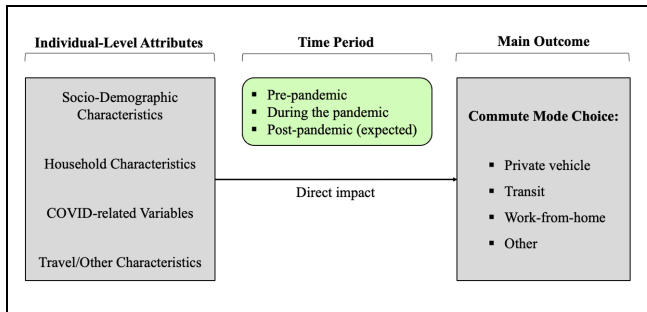 Individual-Level Attributes
Time Period
Main Outcome
Socio-Demographic
Characteristics
Household Characteristics
COVID-related Variables
Travel/Other Characteristics
▪ Pre-pandemic
▪ During the pandemic
▪ Post-pandemic (expected)
Direct impact
Commute Mode Choice:
▪ Private vehicle
▪ Transit
▪ Work-from-home
▪ Other